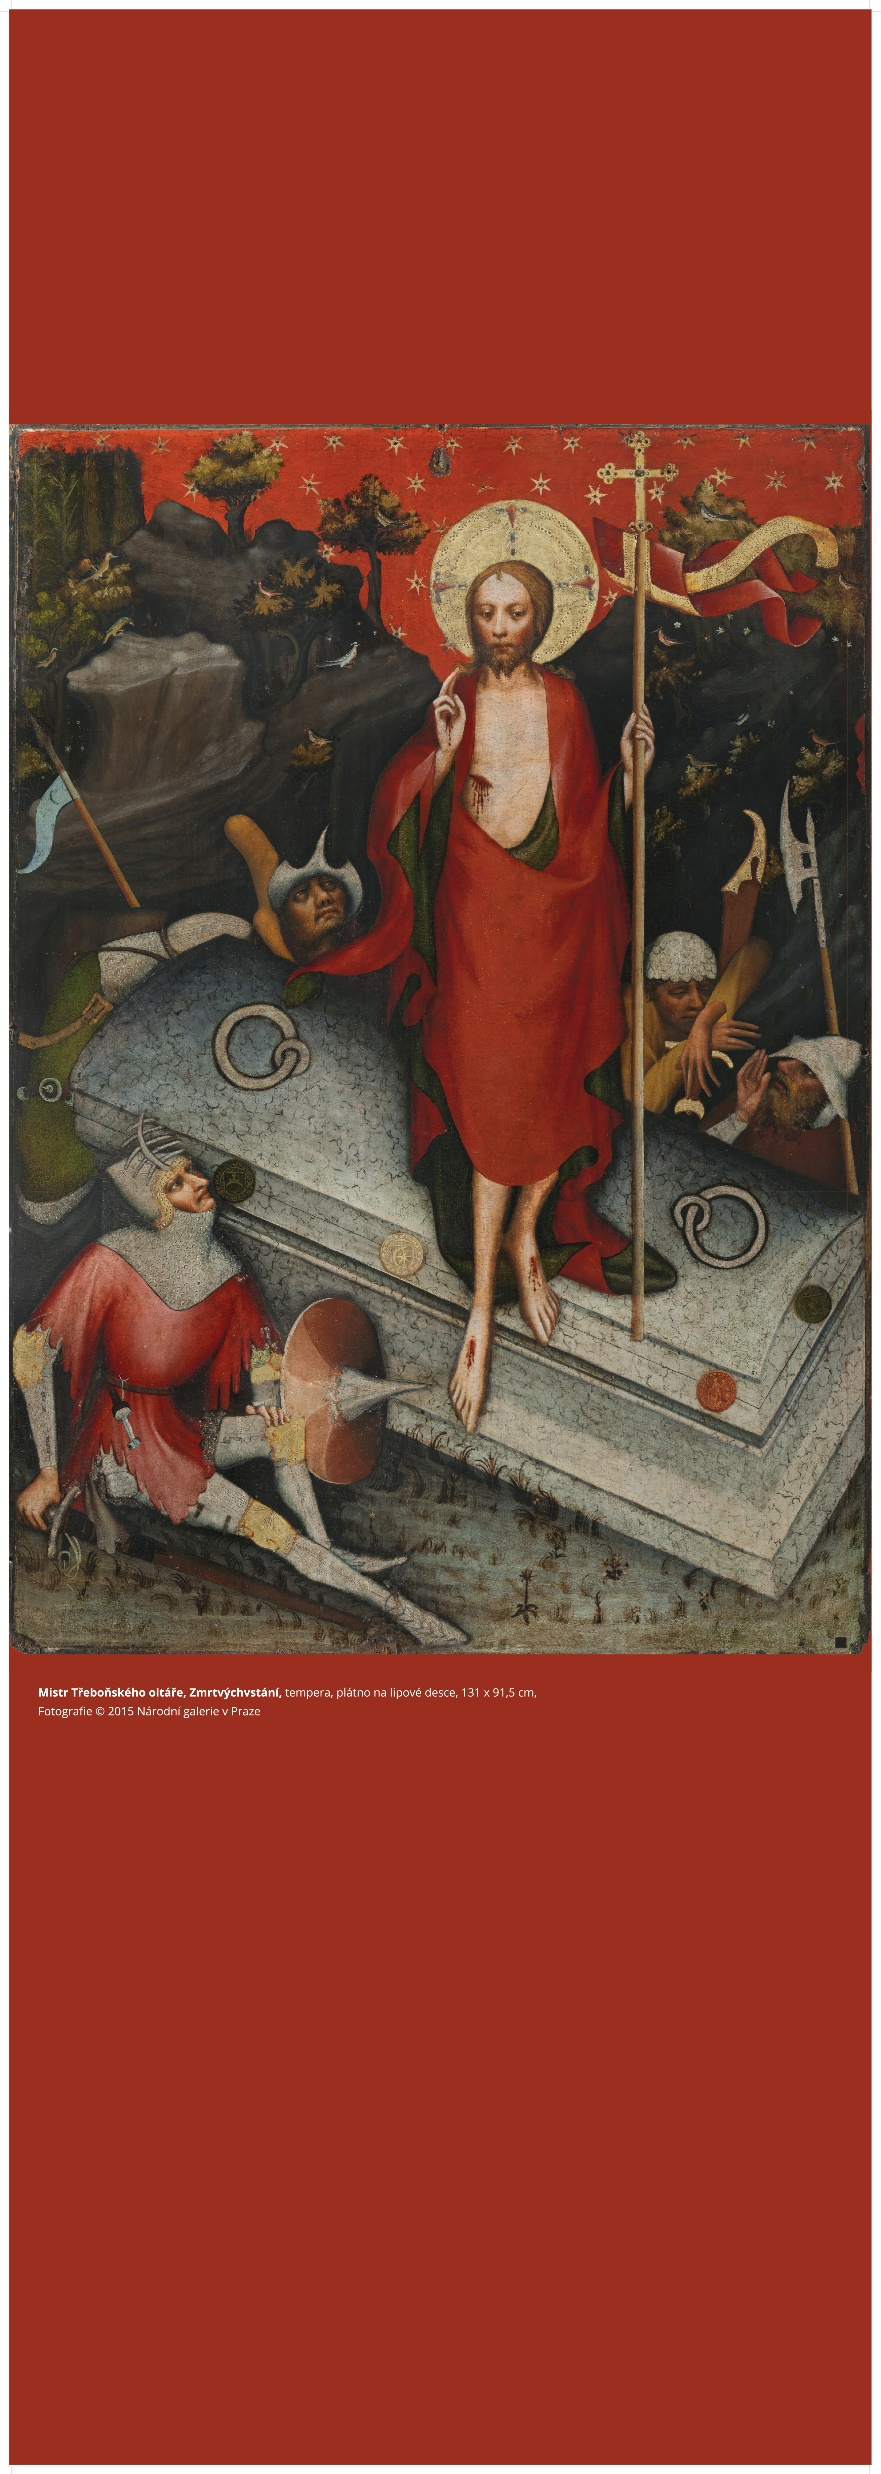 Mistr Třeboňského oltáře, Zmrtvýchvstání, tempera, plátno na lipové desce, 131 x 91,5 cm,
Fotografie © 2015 Národní galerie v Praze